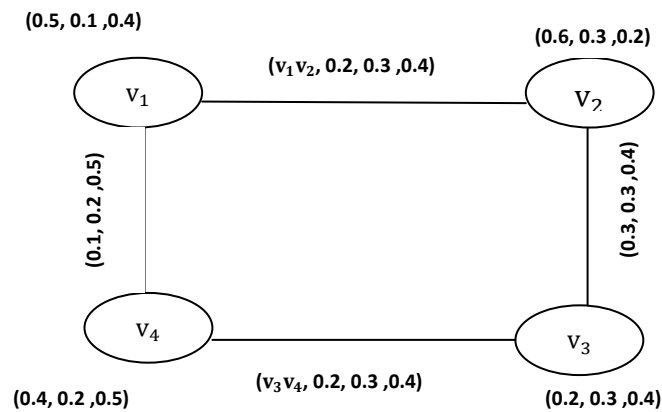 (0.5, 0.1 ,0.4)
(0.6, 0.3 ,0.2)
(v₁v₂, 0.2, 0.3 ,0.4)
v₁
v₂
(0.1, 0.2 ,0.5)
(0.3, 0.3 ,0.4)
v₄
v₃
(v₃v₄, 0.2, 0.3 ,0.4)
(0.4, 0.2 ,0.5)
(0.2, 0.3 ,0.4)